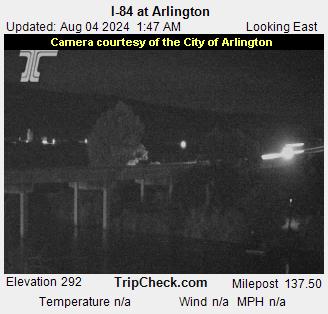 I-84 at Arlington
Updated: Aug 04 2024 1:47 AM Looking East
Camera courtesy of the City of Arlington
Elevation 292 TripCheck.com Milepost 137.50
Temperature n/a Wind n/a MPH n/a